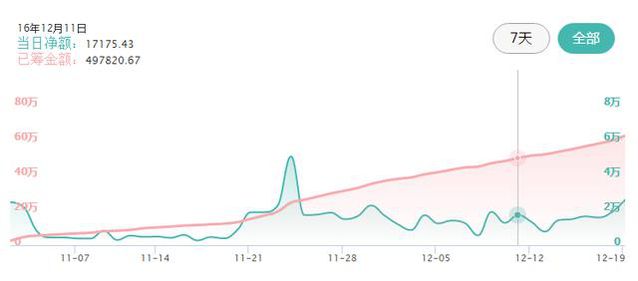 16年12月11日
当日净额：17175.43
已筹金额：497820.67
7天 全部
80万 8万
60万 6万
40万 4万
20万 2万
0 0
11-07 11-14 11-21 11-28 12-05 12-12 12-19